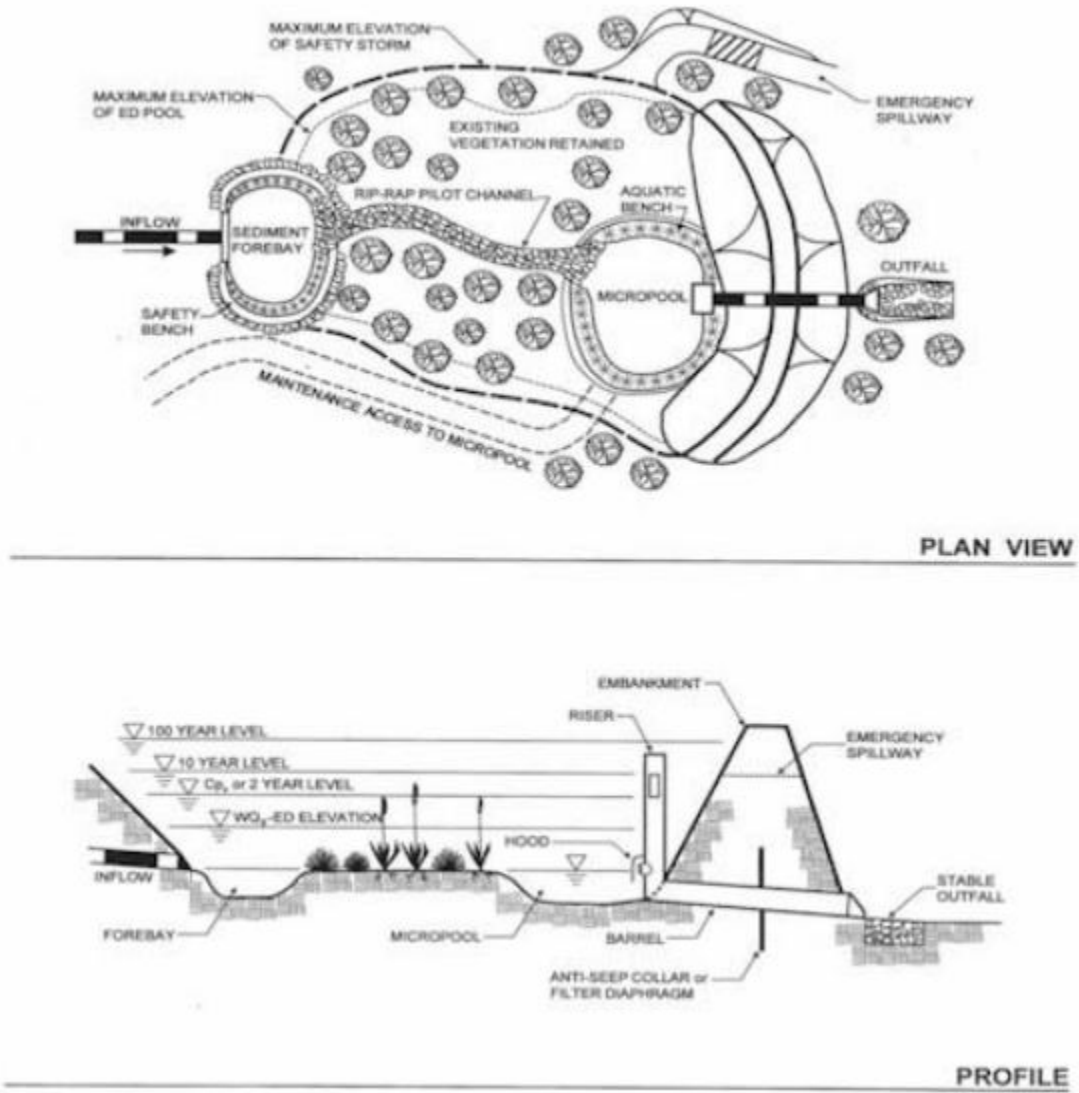 MAXIMUM ELEVATION
OF SAFETY STORM
MAXIMUM ELEVATION
OF ED POOL
EMERGENCY
SPILLWAY
EXISTING
VEGETATION RETAINED
RIP-RAP PILOT CHANNEL
AQUATIC
BENCH
INFLOW
SEDIMENT
FOREBAY
OUTFALL
MICROPOOL
SAFETY
BENCH
MAINTENANCE ACCESS TO MICROPOOL
PLAN VIEW
EMBANKMENT
RISER
100 YEAR LEVEL
EMERGENCY
SPILLWAY
10 YEAR LEVEL
Cpv or 2 YEAR LEVEL
WQv-ED ELEVATION
HOOD
INFLOW
STABLE
OUTFALL
FOREBAY
MICROPOOL
BARREL
ANTI-SEEP COLLAR or
FILTER DIAPHRAGM
PROFILE